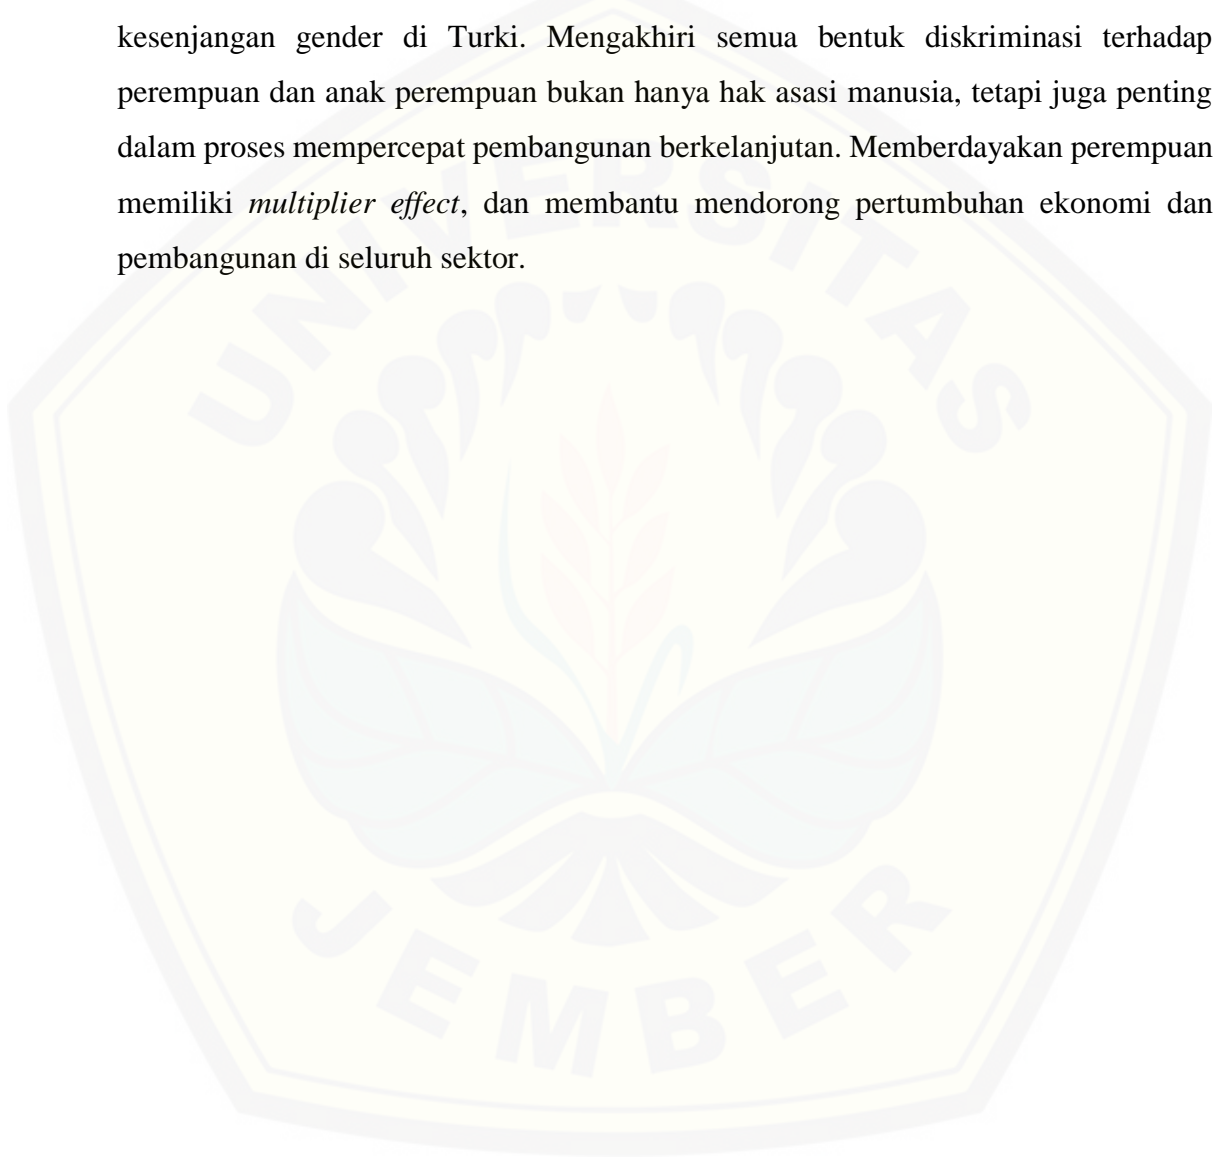 kesenjangan gender di Turki. Mengakhiri semua bentuk diskriminasi terhadap
perempuan dan anak perempuan bukan hanya hak asasi manusia, tetapi juga penting
dalam proses mempercepat pembangunan berkelanjutan. Memberdayakan perempuan
memiliki multiplier effect, dan membantu mendorong pertumbuhan ekonomi dan
pembangunan di seluruh sektor.
UNIVERSITAS
JEMBER